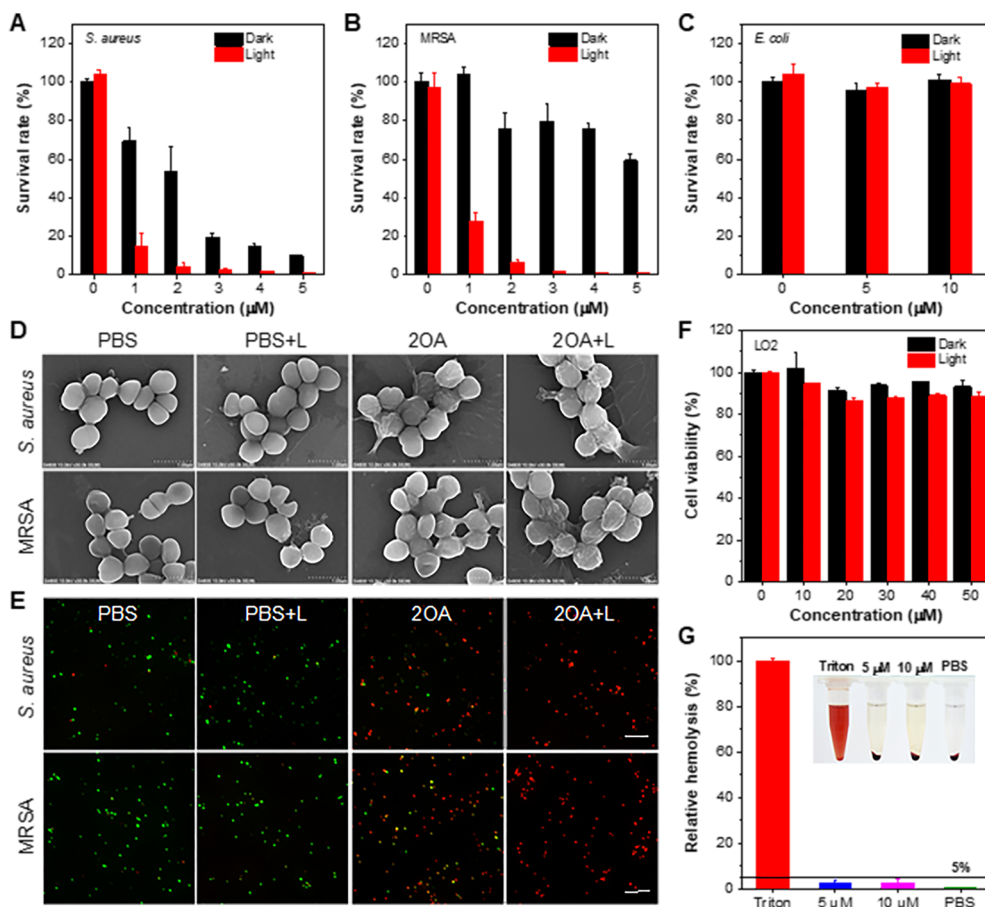 A
S. aureus
Dark
Light
Survival rate (%)
120
100
80
60
40
20
0
0 1 2 3 4 5
Concentration (μM)
B
MRSA
Dark
Light
Survival rate (%)
120
100
80
60
40
20
0
0 1 2 3 4 5
Concentration (μM)
C
E. coli
Dark
Light
Survival rate (%)
120
100
80
60
40
20
0
0 5 10
Concentration (μM)
D
PBS PBS+L 2OA 2OA+L
S. aureus
MRSA
E
PBS PBS+L 2OA 2OA+L
S. aureus
MRSA
F
LO2
Dark
Light
Cell viability (%)
120
100
80
60
40
20
0
0 10 20 30 40 50
Concentration (μM)
G
Relative hemolysis (%)
100
80
60
40
20
0
Triton 5 μM 10 μM PBS
5%
Triton 5 μM 10 μM PBS